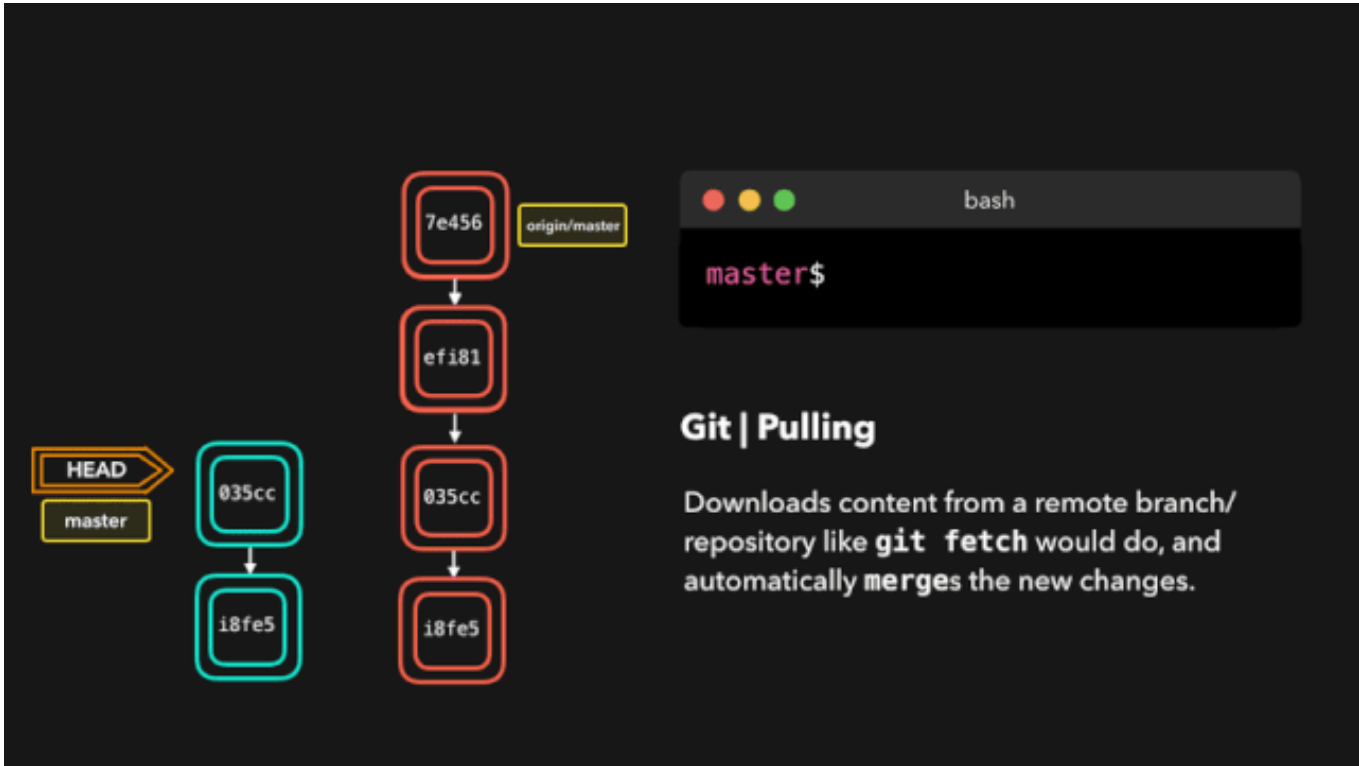 7e456
origin/master
efi81
HEAD
master
035cc
035cc
i8fe5
i8fe5
bash
master$
Git | Pulling
Downloads content from a remote branch/
repository like git fetch would do, and
automatically merges the new changes.